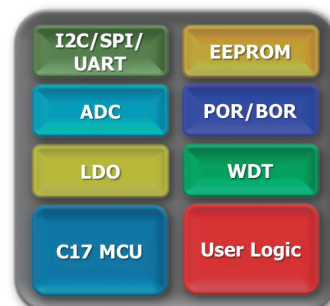 I2C/SPI/
UART
EEPROM
ADC
POR/BOR
LDO
WDT
C17 MCU
User Logic